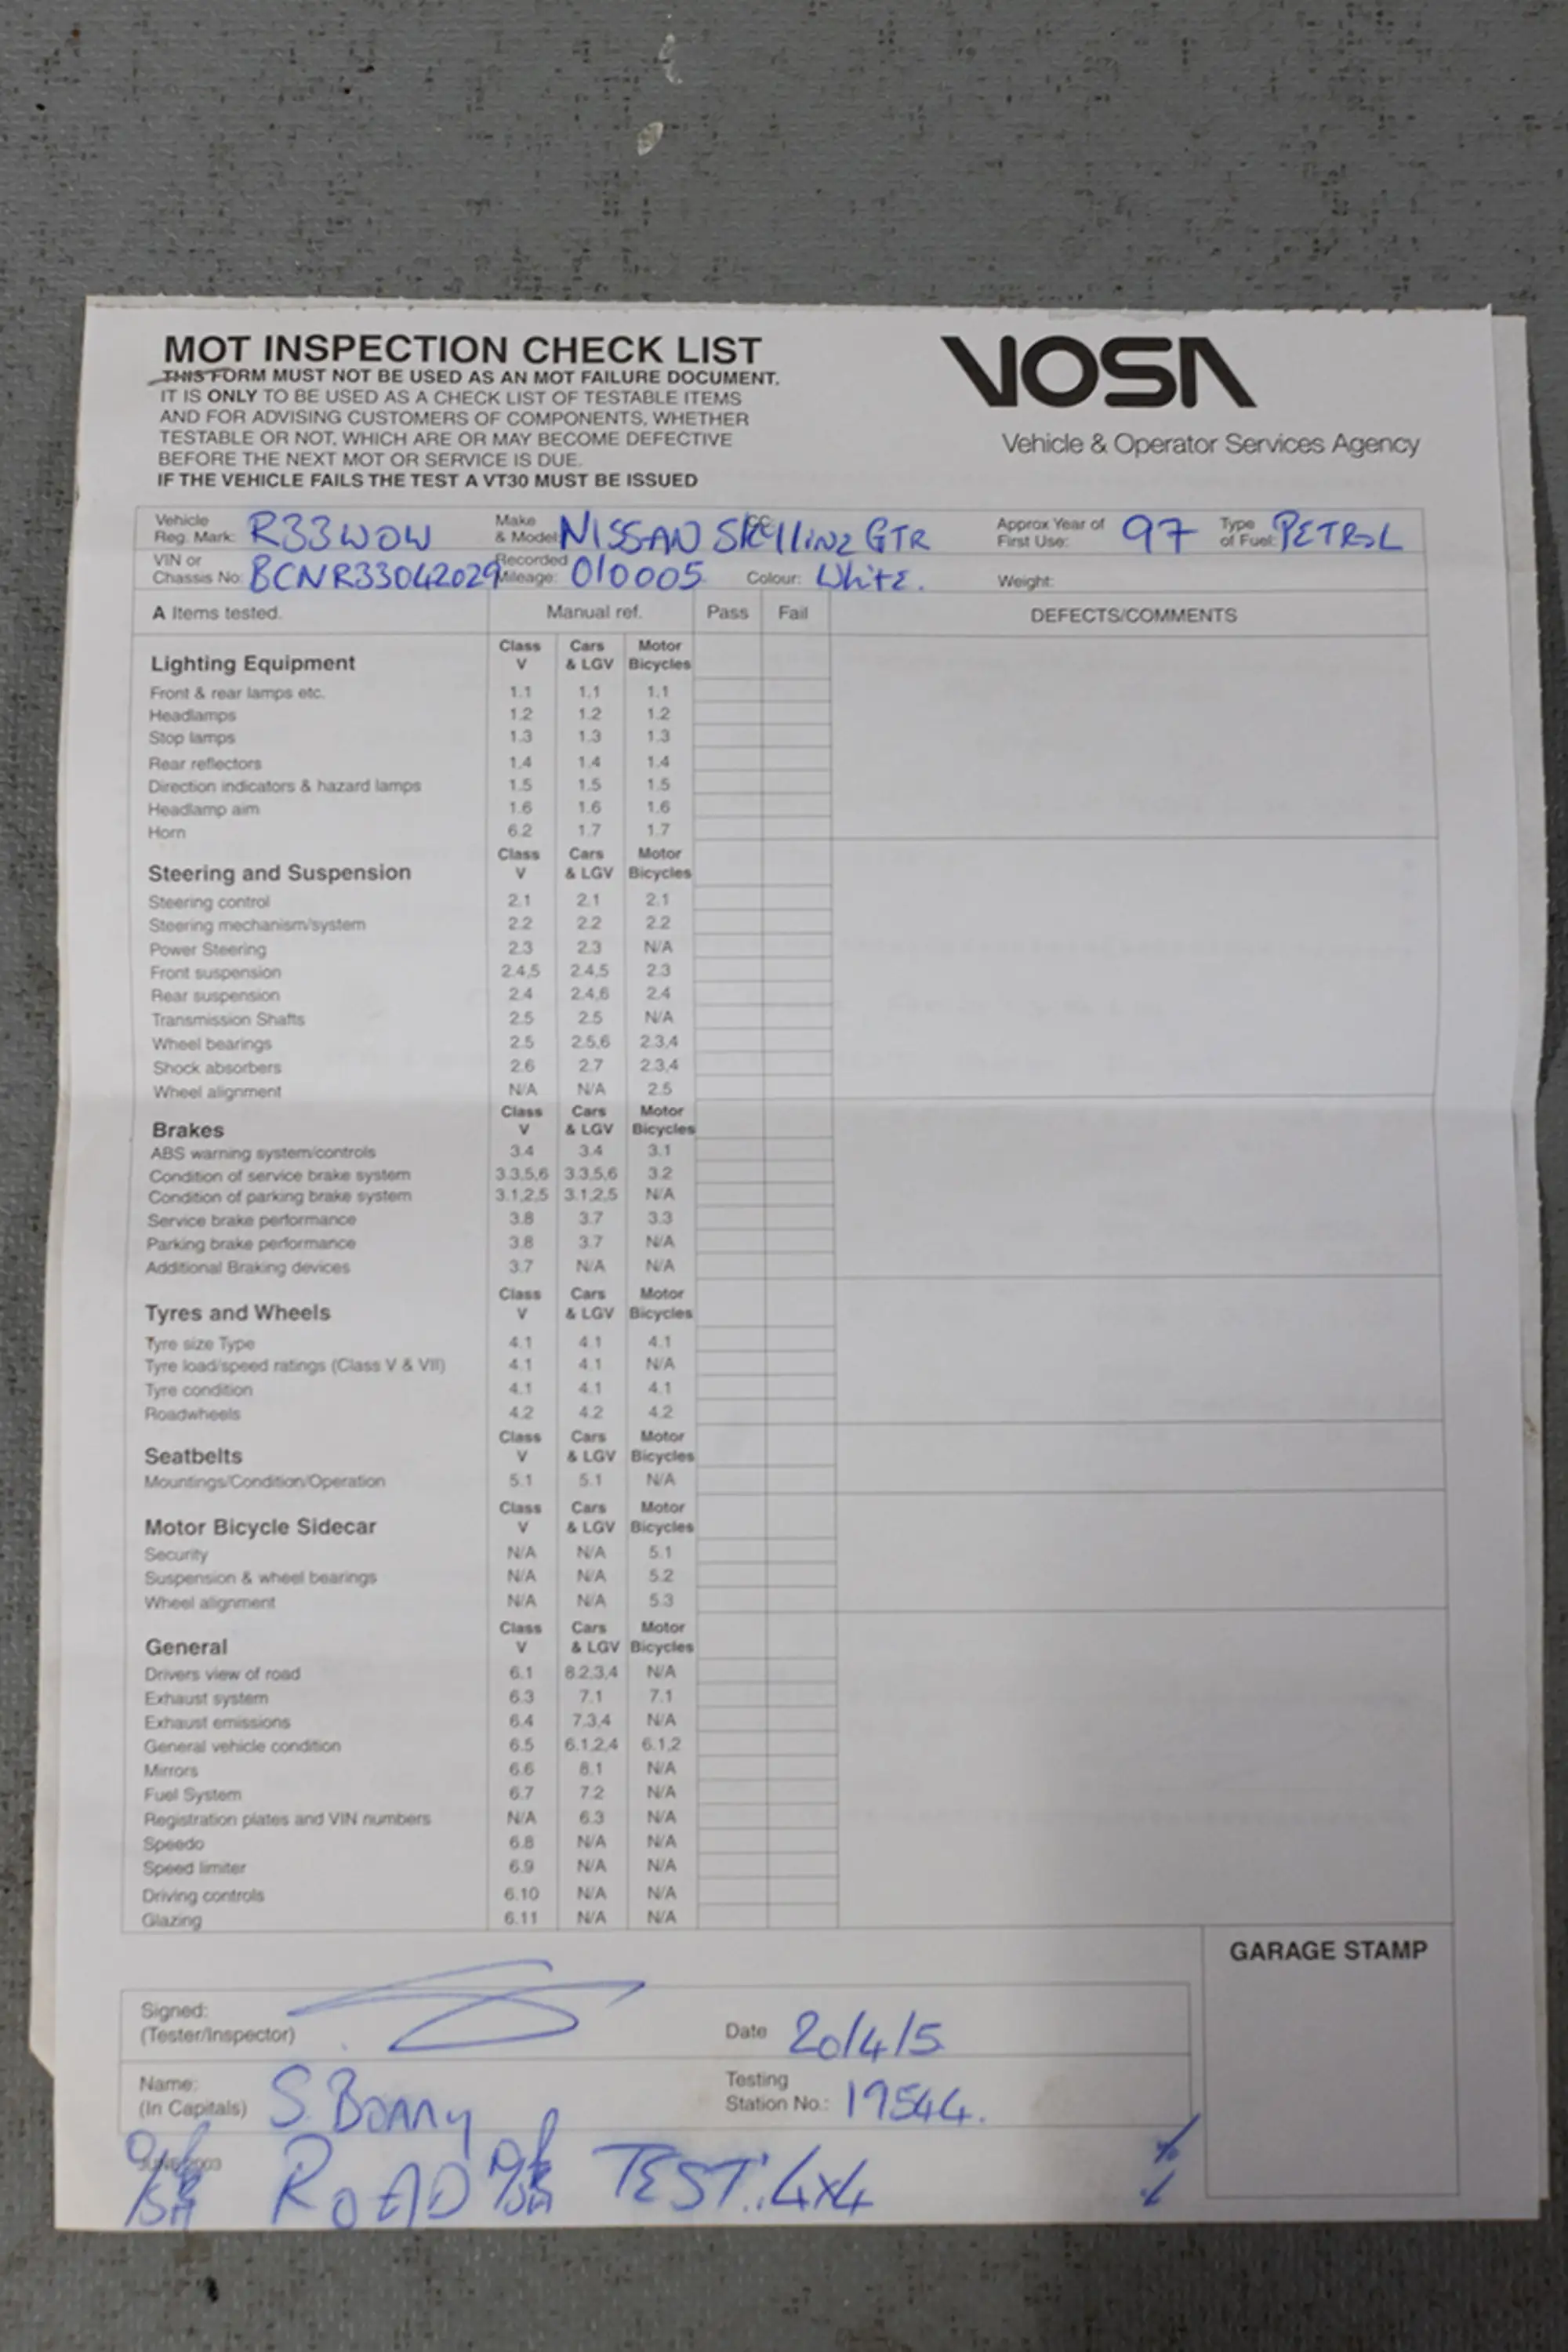 MOT INSPECTION CHECK LIST
THIS FORM MUST NOT BE USED AS AN MOT FAILURE DOCUMENT.
IT IS ONLY TO BE USED AS A CHECK LIST OF TESTABLE ITEMS
AND FOR ADVISING CUSTOMERS OF COMPONENTS, WHETHER
TESTABLE OR NOT, WHICH ARE OR MAY BECOME DEFECTIVE
BEFORE THE NEXT MOT OR SERVICE IS DUE.
IF THE VEHICLE FAILS THE TEST A VT30 MUST BE ISSUED
VOSA
Vehicle & Operator Services Agency
Vehicle Reg. Mark: R33WOW Make & Model: NISSAN SKYlINE GTR CC Approx Year of First Use: 97 Type of Fuel: PETROL
VIN or Chassis No: BCNR33042029 Recorded Mileage: 010005 Colour: White. Weight:
A Items tested. Manual ref. Pass Fail DEFECTS/COMMENTS
Lighting Equipment Class V Cars & LGV Motor Bicycles
Front & rear lamps etc. 1.1 1.1 1.1
Headlamps 1.2 1.2 1.2
Stop lamps 1.3 1.3 1.3
Rear reflectors 1.4 1.4 1.4
Direction indicators & hazard lamps 1.5 1.5 1.5
Headlamp aim 1.6 1.6 1.6
Horn 6.2 1.7 1.7
Steering and Suspension Class V Cars & LGV Motor Bicycles
Steering control 2.1 2.1 2.1
Steering mechanism/system 2.2 2.2 2.2
Power Steering 2.3 2.3 N/A
Front suspension 2.4,5 2.4,5 2.3
Rear suspension 2.4 2.4,6 2.4
Transmission Shafts 2.5 2.5 N/A
Wheel bearings 2.5 2.5,6 2.3,4
Shock absorbers 2.6 2.7 2.3,4
Wheel alignment N/A N/A 2.5
Brakes Class V Cars & LGV Motor Bicycles
ABS warning system/controls 3.4 3.4 3.1
Condition of service brake system 3.3,5,6 3.3,5,6 3.2
Condition of parking brake system 3.1,2,5 3.1,2,5 N/A
Service brake performance 3.8 3.7 3.3
Parking brake performance 3.8 3.7 N/A
Additional Braking devices 3.7 N/A N/A
Tyres and Wheels Class V Cars & LGV Motor Bicycles
Tyre size Type 4.1 4.1 4.1
Tyre load/speed ratings (Class V & VII) 4.1 4.1 N/A
Tyre condition 4.1 4.1 4.1
Roadwheels 4.2 4.2 4.2
Seatbelts Class V Cars & LGV Motor Bicycles
Mountings/Condition/Operation 5.1 5.1 N/A
Motor Bicycle Sidecar Class V Cars & LGV Motor Bicycles
Security N/A N/A 5.1
Suspension & wheel bearings N/A N/A 5.2
Wheel alignment N/A N/A 5.3
General Class V Cars & LGV Motor Bicycles
Drivers view of road 6.1 8.2,3,4 N/A
Exhaust system 6.3 7.1 7.1
Exhaust emissions 6.4 7.3,4 N/A
General vehicle condition 6.5 6.1,2,4 6.1,2
Mirrors 6.6 8.1 N/A
Fuel System 6.7 7.2 N/A
Registration plates and VIN numbers N/A 6.3 N/A
Speedo 6.8 N/A N/A
Speed limiter 6.9 N/A N/A
Driving controls 6.10 N/A N/A
Glazing 6.11 N/A N/A
GARAGE STAMP
Signed: (Tester/Inspector) Date 20/4/5
Name: (In Capitals) Testing Station No.: 19544.
JUNE 2003
ROAD TEST. 4x4